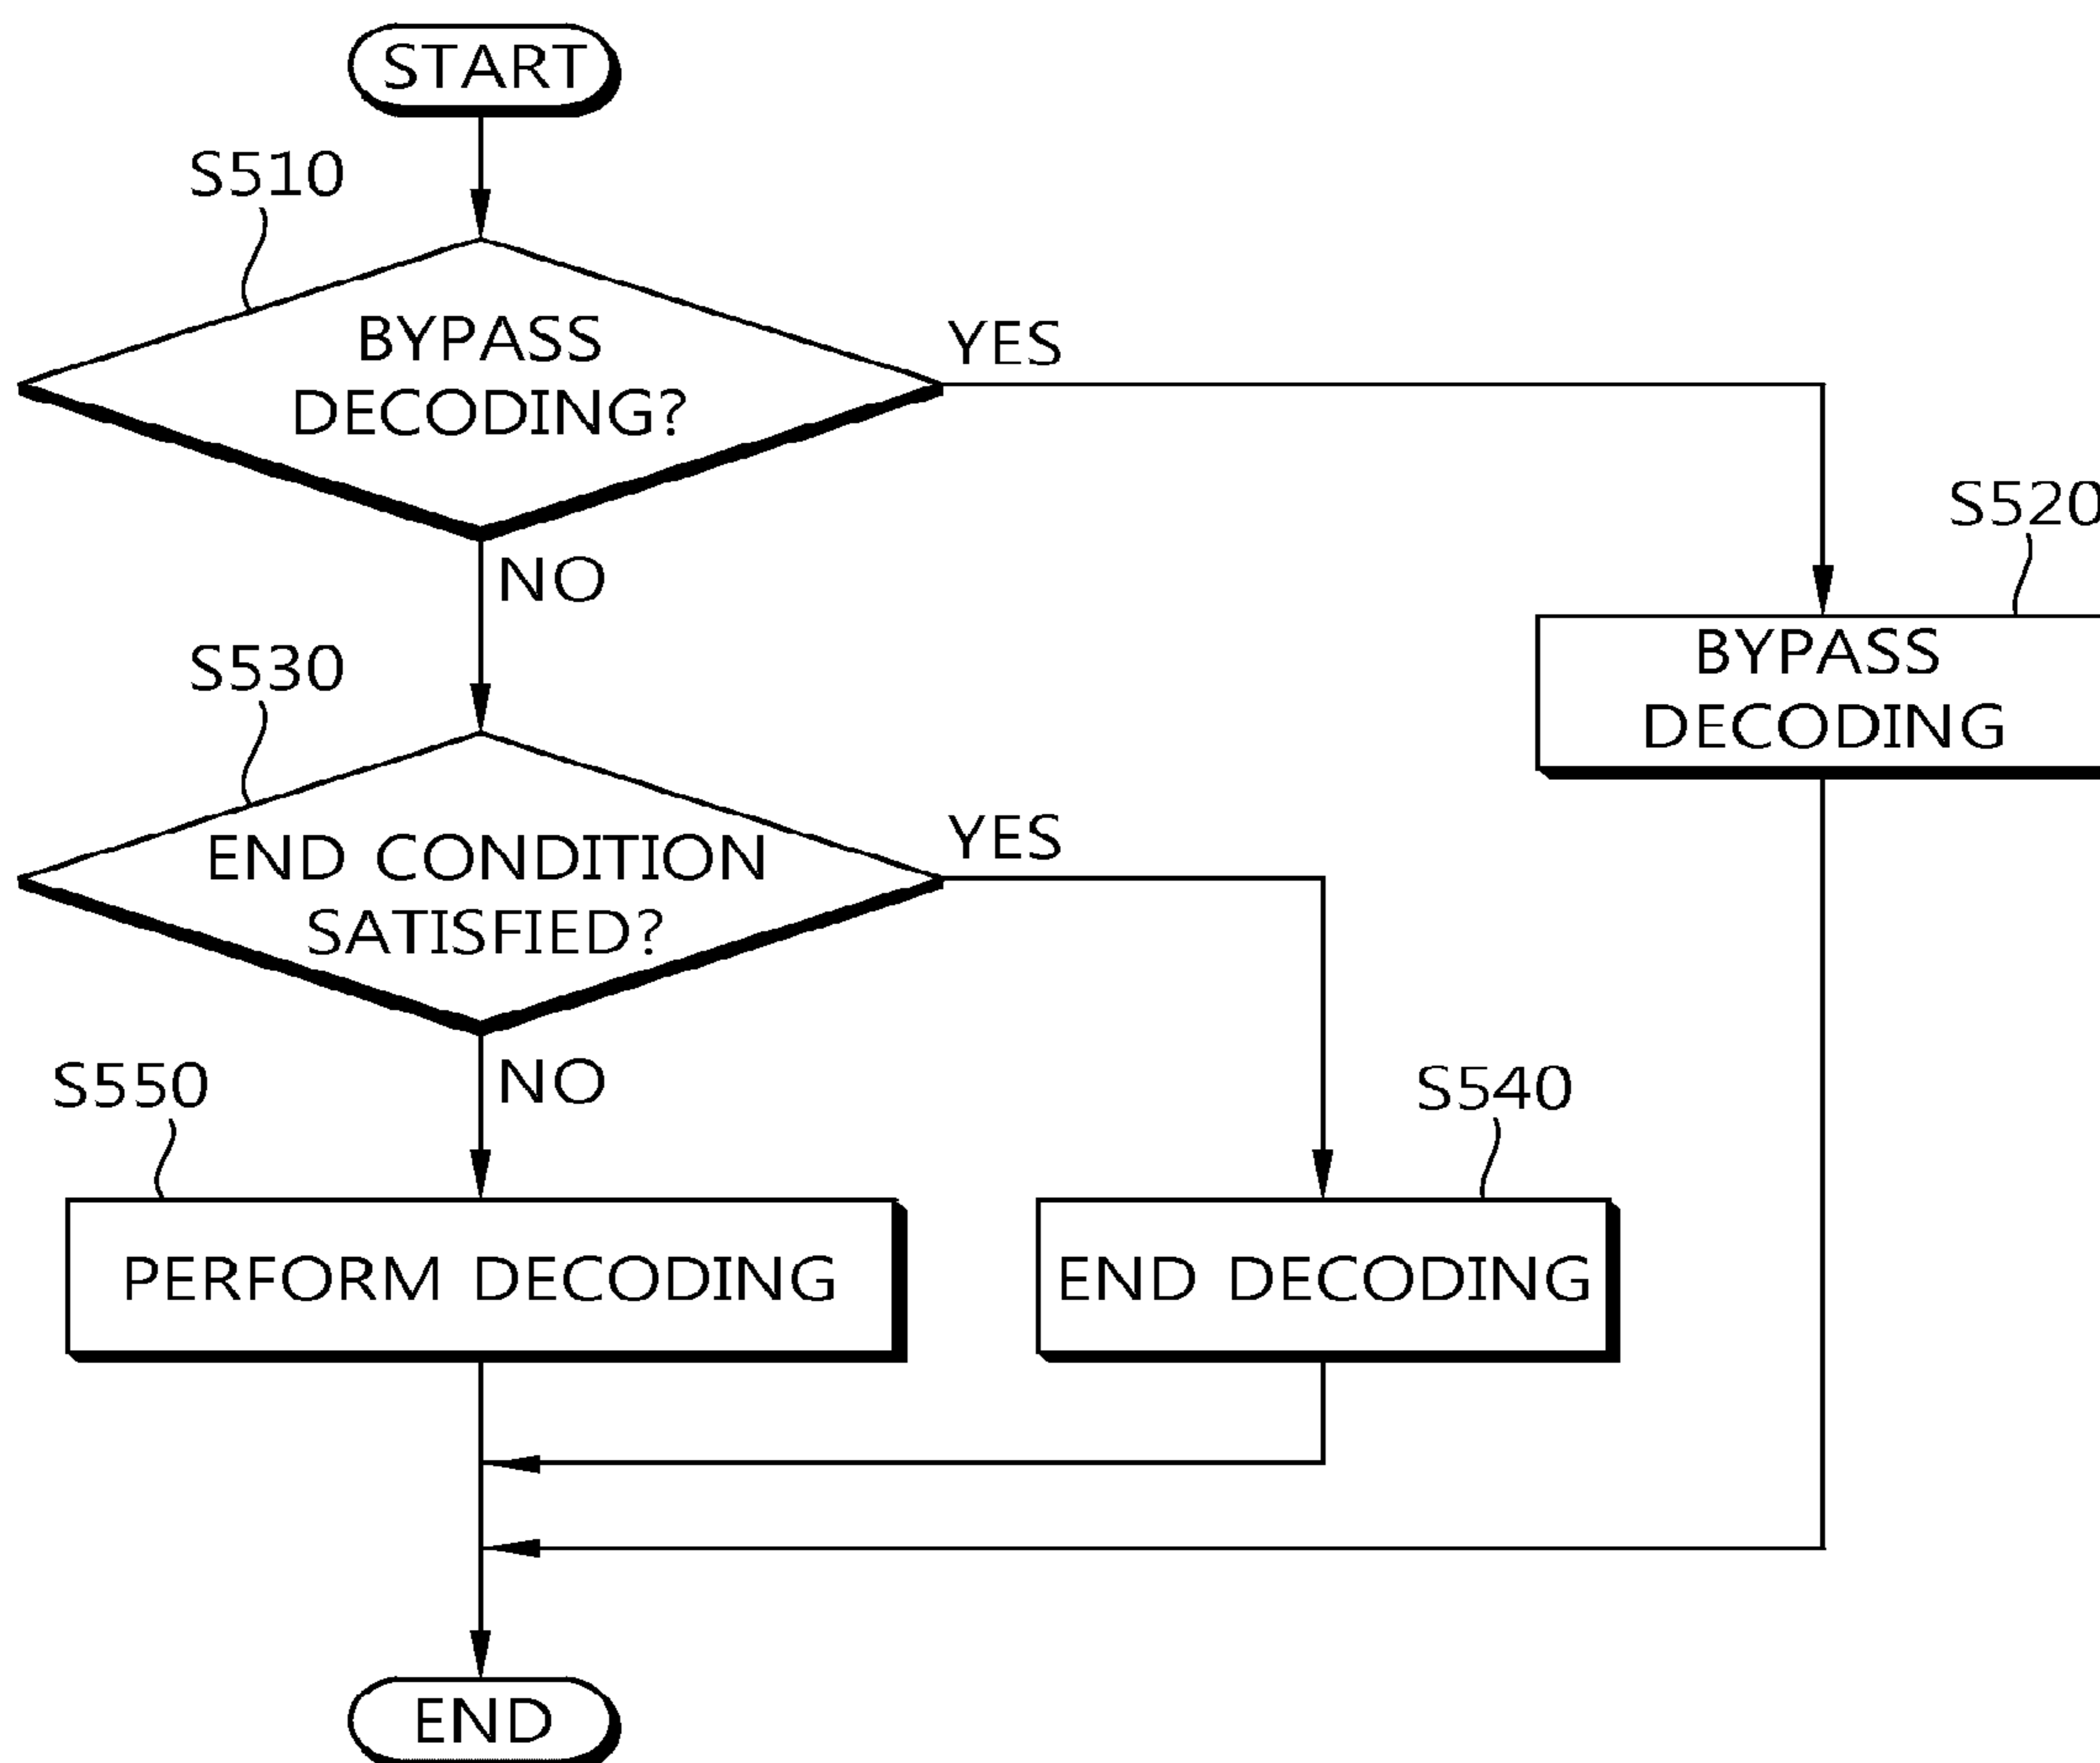 START
S510
BYPASS
DECODING?
YES
NO
S520
BYPASS
DECODING
S530
END CONDITION
SATISFIED?
YES
NO
S550
PERFORM DECODING
S540
END DECODING
END